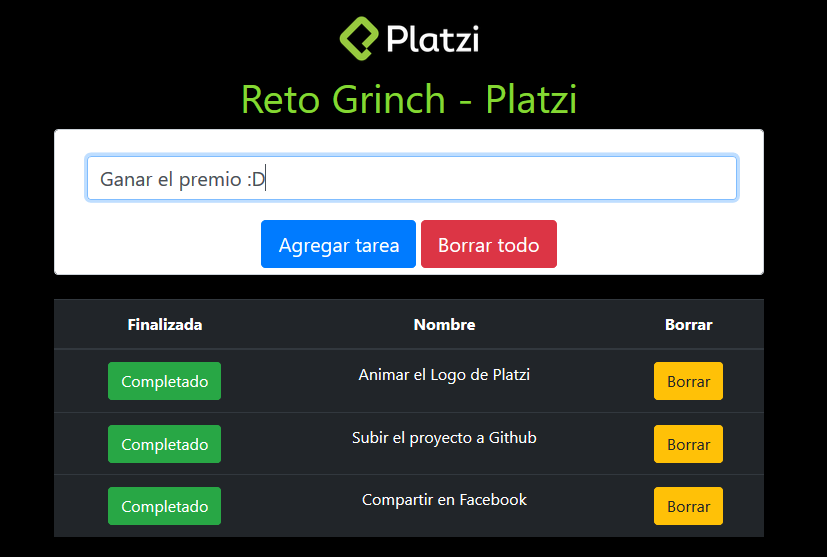 Platzi
Reto Grinch - Platzi
Ganar el premio :D
Agregar tarea Borrar todo
Finalizada Nombre Borrar
Completado Animar el Logo de Platzi Borrar
Completado Subir el proyecto a Github Borrar
Completado Compartir en Facebook Borrar